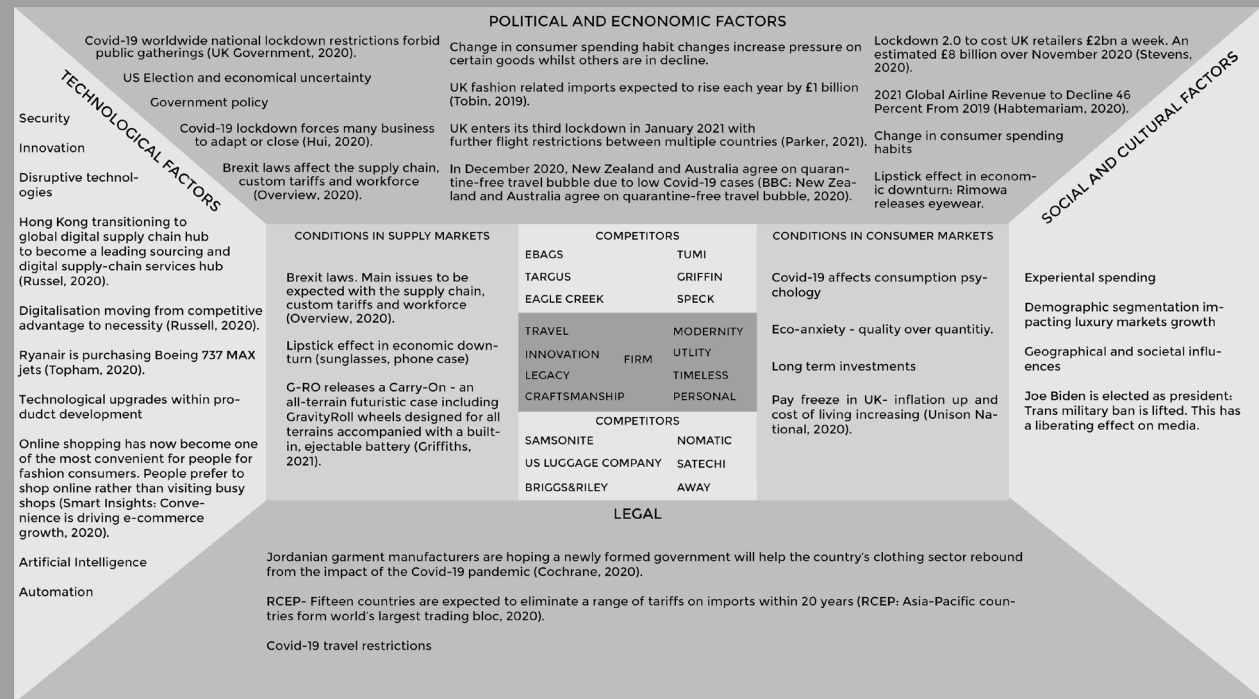 POLITICAL AND ECNONOMIC FACTORS
Covid-19 worldwide national lockdown restrictions forbid
public gatherings (UK Government, 2020).
US Election and economical uncertainty
Government policy
Covid-19 lockdown forces many business
to adapt or close (Hui, 2020).
Brexit laws affect the supply chain,
custom tariffs and workforce
(Overview, 2020).
Change in consumer spending habit changes increase pressure on
certain goods whilst others are in decline.
UK fashion related imports expected to rise each year by £1 billion
(Tobin, 2019).
UK enters its third lockdown in January 2021 with
further flight restrictions between multiple countries (Parker, 2021).
In December 2020, New Zealand and Australia agree on quaran-
tine-free travel bubble due to low Covid-19 cases (BBC: New Zea-
land and Australia agree on quarantine-free travel bubble, 2020).
Lockdown 2.0 to cost UK retailers £2bn a week. An
estimated £8 billion over November 2020 (Stevens,
2020).
2021 Global Airline Revenue to Decline 46
Percent From 2019 (Habtemariam, 2020).
Change in consumer spending
habits
Lipstick effect in econom-
ic downturn: Rimowa
releases eyewear.
TECHNOLOGICAL FACTORS
Security
Innovation
Disruptive technol-
ogies
Hong Kong transitioning to
global digital supply chain hub
to become a leading sourcing and
digital supply-chain services hub
(Russel, 2020).
Digitalisation moving from competitive
advantage to necessity (Russell, 2020).
Ryanair is purchasing Boeing 737 MAX
jets (Topham, 2020).
Technological upgrades within pro-
dudct development
Online shopping has now become one
of the most convenient for people for
fashion consumers. People prefer to
shop online rather than visiting busy
shops (Smart Insights: Conve-
nience is driving e-commerce
growth, 2020).
Artificial Intelligence
Automation
CONDITIONS IN SUPPLY MARKETS
Brexit laws. Main issues to be
expected with the supply chain,
custom tariffs and workforce
(Overview, 2020).
Lipstick effect in economic down-
turn (sunglasses, phone case)
G-RO releases a Carry-On - an
all-terrain futuristic case including
GravityRoll wheels designed for all
terrains accompanied with a built-
in, ejectable battery (Griffiths,
2021).
COMPETITORS
EBAGS TUMI
TARGUS GRIFFIN
EAGLE CREEK SPECK
TRAVEL MODERNITY
INNOVATION FIRM UTLITY
LEGACY TIMELESS
CRAFTSMANSHIP PERSONAL
COMPETITORS
SAMSONITE NOMATIC
US LUGGAGE COMPANY SATECHI
BRIGGS&RILEY AWAY
CONDITIONS IN CONSUMER MARKETS
Covid-19 affects consumption psy-
chology
Eco-anxiety - quality over quantitiy.
Long term investments
Pay freeze in UK- inflation up and
cost of living increasing (Unison Na-
tional, 2020).
SOCIAL AND CULTURAL FACTORS
Experiental spending
Demographic segmentation im-
pacting luxury markets growth
Geographical and societal influ-
ences
Joe Biden is elected as president:
Trans military ban is lifted. This has
a liberating effect on media.
LEGAL
Jordanian garment manufacturers are hoping a newly formed government will help the country's clothing sector rebound
from the impact of the Covid-19 pandemic (Cochrane, 2020).
RCEP- Fifteen countries are expected to eliminate a range of tariffs on imports within 20 years (RCEP: Asia-Pacific coun-
tries form world's largest trading bloc, 2020).
Covid-19 travel restrictions